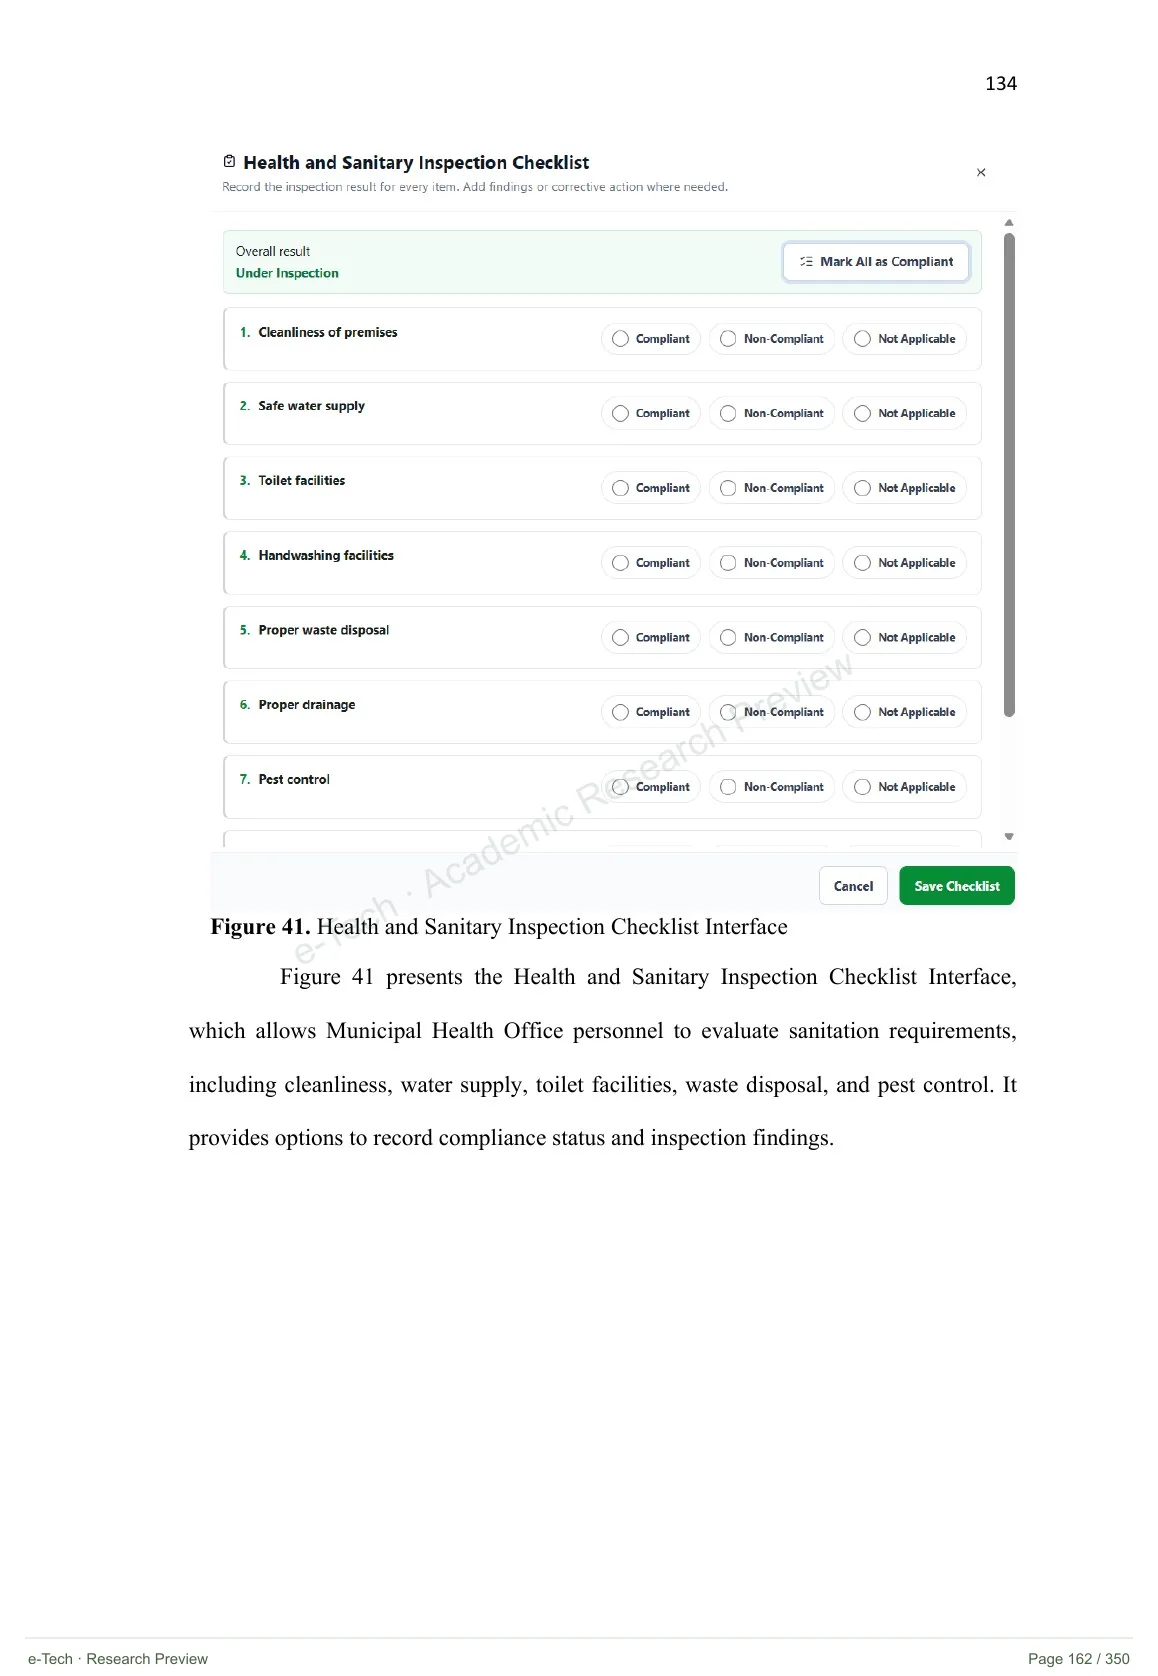 134
Health and Sanitary Inspection Checklist
Record the inspection result for every item. Add findings or corrective action where needed.
Overall result
Under Inspection
Mark All as Compliant
1. Cleanliness of premises Compliant Non-Compliant Not Applicable
2. Safe water supply Compliant Non-Compliant Not Applicable
3. Toilet facilities Compliant Non-Compliant Not Applicable
4. Handwashing facilities Compliant Non-Compliant Not Applicable
5. Proper waste disposal Compliant Non-Compliant Not Applicable
6. Proper drainage Compliant Non-Compliant Not Applicable
7. Pest control Compliant Non-Compliant Not Applicable
Cancel Save Checklist
e-Tech · Academic Research Preview
Figure 41. Health and Sanitary Inspection Checklist Interface
Figure 41 presents the Health and Sanitary Inspection Checklist Interface,
which allows Municipal Health Office personnel to evaluate sanitation requirements,
including cleanliness, water supply, toilet facilities, waste disposal, and pest control. It
provides options to record compliance status and inspection findings.
e-Tech · Research Preview Page 162 / 350